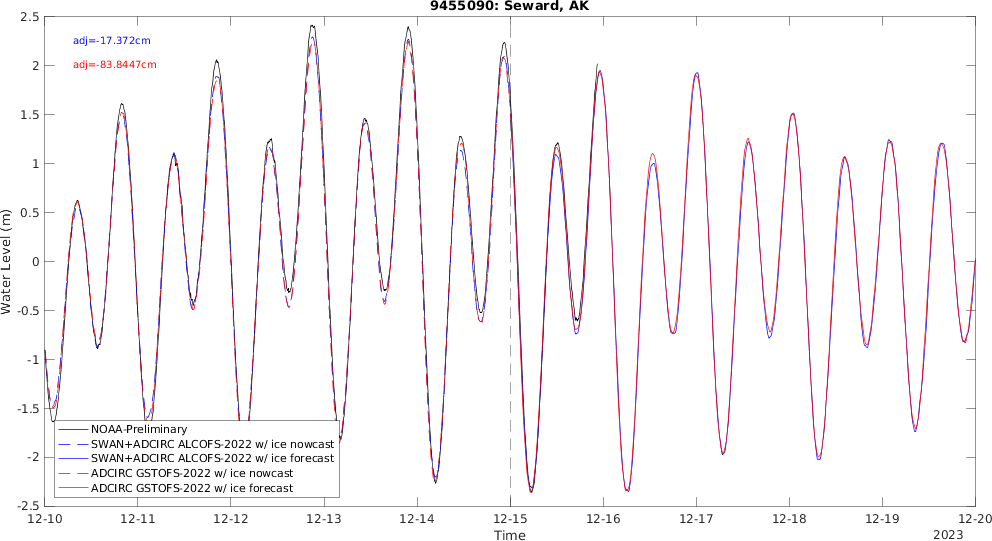 9455090: Seward, AK
adj=-17.372cm
adj=-83.8447cm
Water Level (m)
2.5
2
1.5
1
0.5
0
-0.5
-1
-1.5
-2
-2.5
NOAA-Preliminary
SWAN+ADCIRC ALCOFS-2022 w/ ice nowcast
SWAN+ADCIRC ALCOFS-2022 w/ ice forecast
ADCIRC GSTOFS-2022 w/ ice nowcast
ADCIRC GSTOFS-2022 w/ ice forecast
12-10 12-11 12-12 12-13 12-14 12-15 12-16 12-17 12-18 12-19 12-20
Time
2023